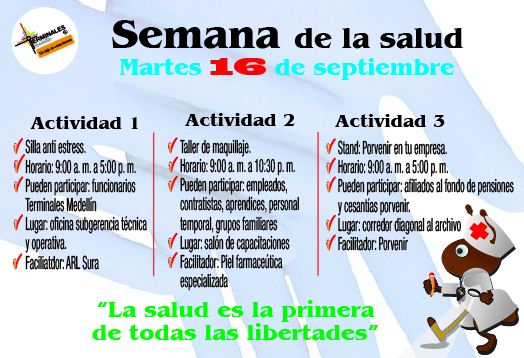 TERMINALES
Medellín
Semana de la salud
Martes 16 de septiembre
Actividad 1
Silla anti estress.
Horario: 9:00 a. m. a 5:00 p. m.
Pueden participar: funcionarios
Terminales Medellín
Lugar: oficina subgerencia técnica
y operativa.
Faciliatdor: ARL Sura
Actividad 2
Taller de maquillaje.
Horario: 9:00 a. m. a 10:30 p. m.
Pueden participar: empleados,
contratistas, aprendices, personal
temporal, grupos familiares
Lugar: salón de capacitaciones
Facilitador: Piel farmaceútica
especializada
Actividad 3
Stand: Porvenir en tu empresa.
Horario: 9:00 a. m. a 5:00 p. m.
Pueden participar: afiliados al fondo de pensiones
y cesantías porvenir.
Lugar: corredor diagonal al archivo
Facilitador: Porvenir
“La salud es la primera
de todas las libertades”